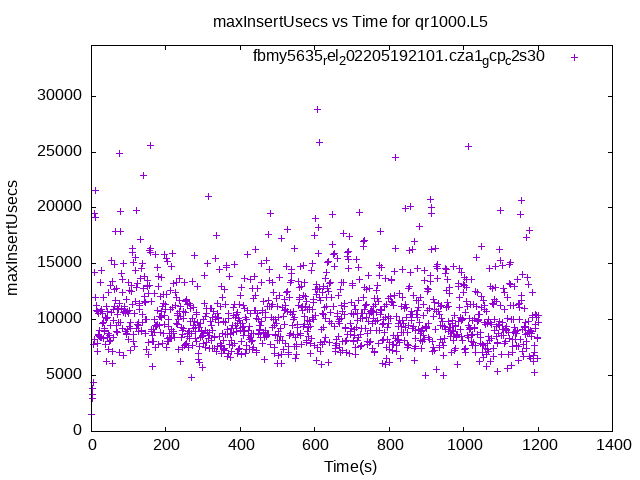 maxInsertUsecs vs Time for qr1000.L5
fbmy5635rel202205192101.cza1gcpc2s30
30000
25000
20000
15000
10000
5000
0
maxInsertUsecs
0 200 400 600 800 1000 1200 1400
Time(s)